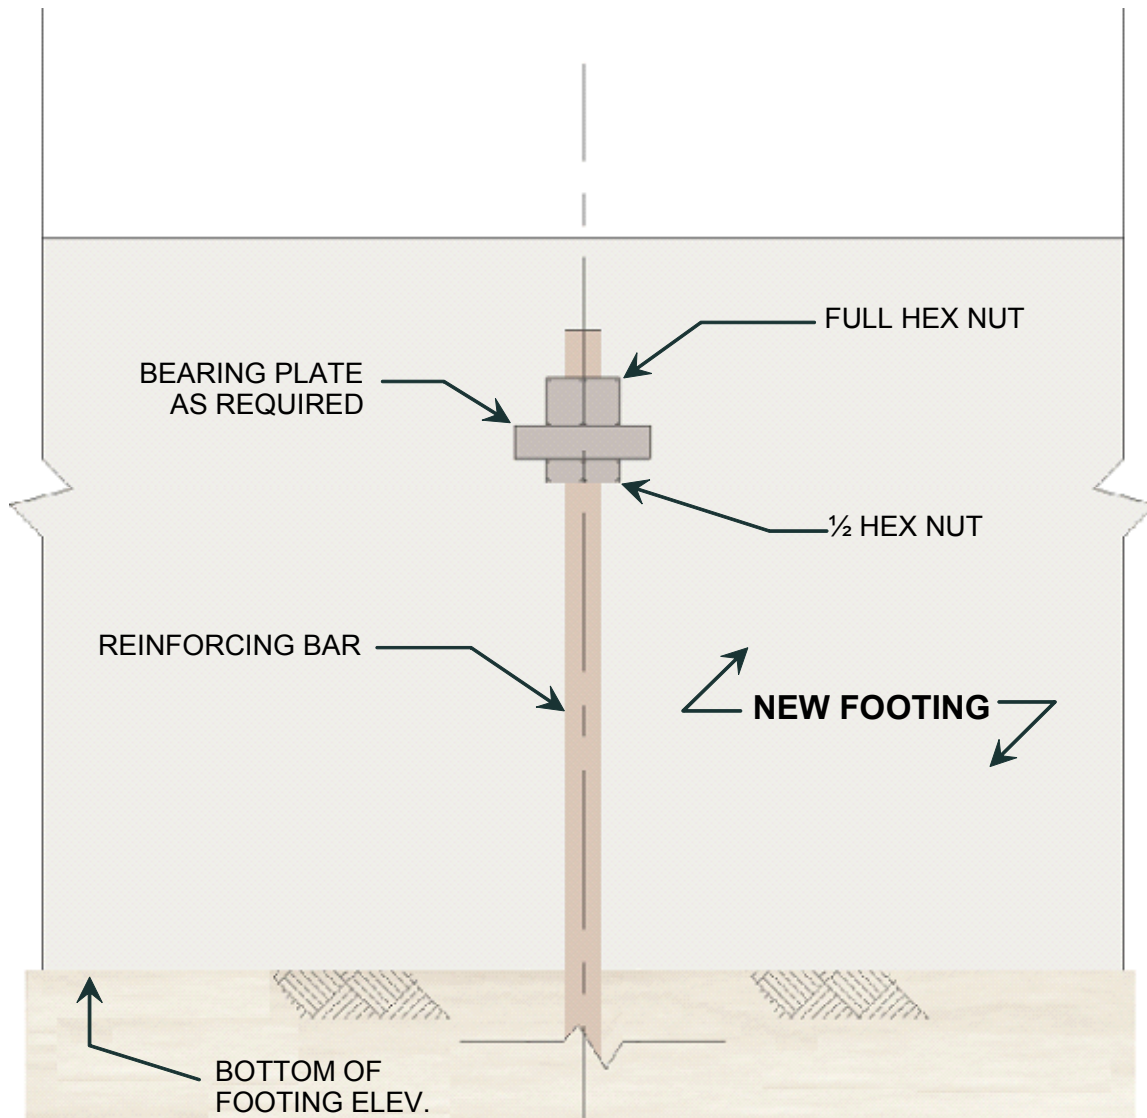 FULL HEX NUT
BEARING PLATE
AS REQUIRED
½ HEX NUT
REINFORCING BAR
NEW FOOTING
BOTTOM OF
FOOTING ELEV.